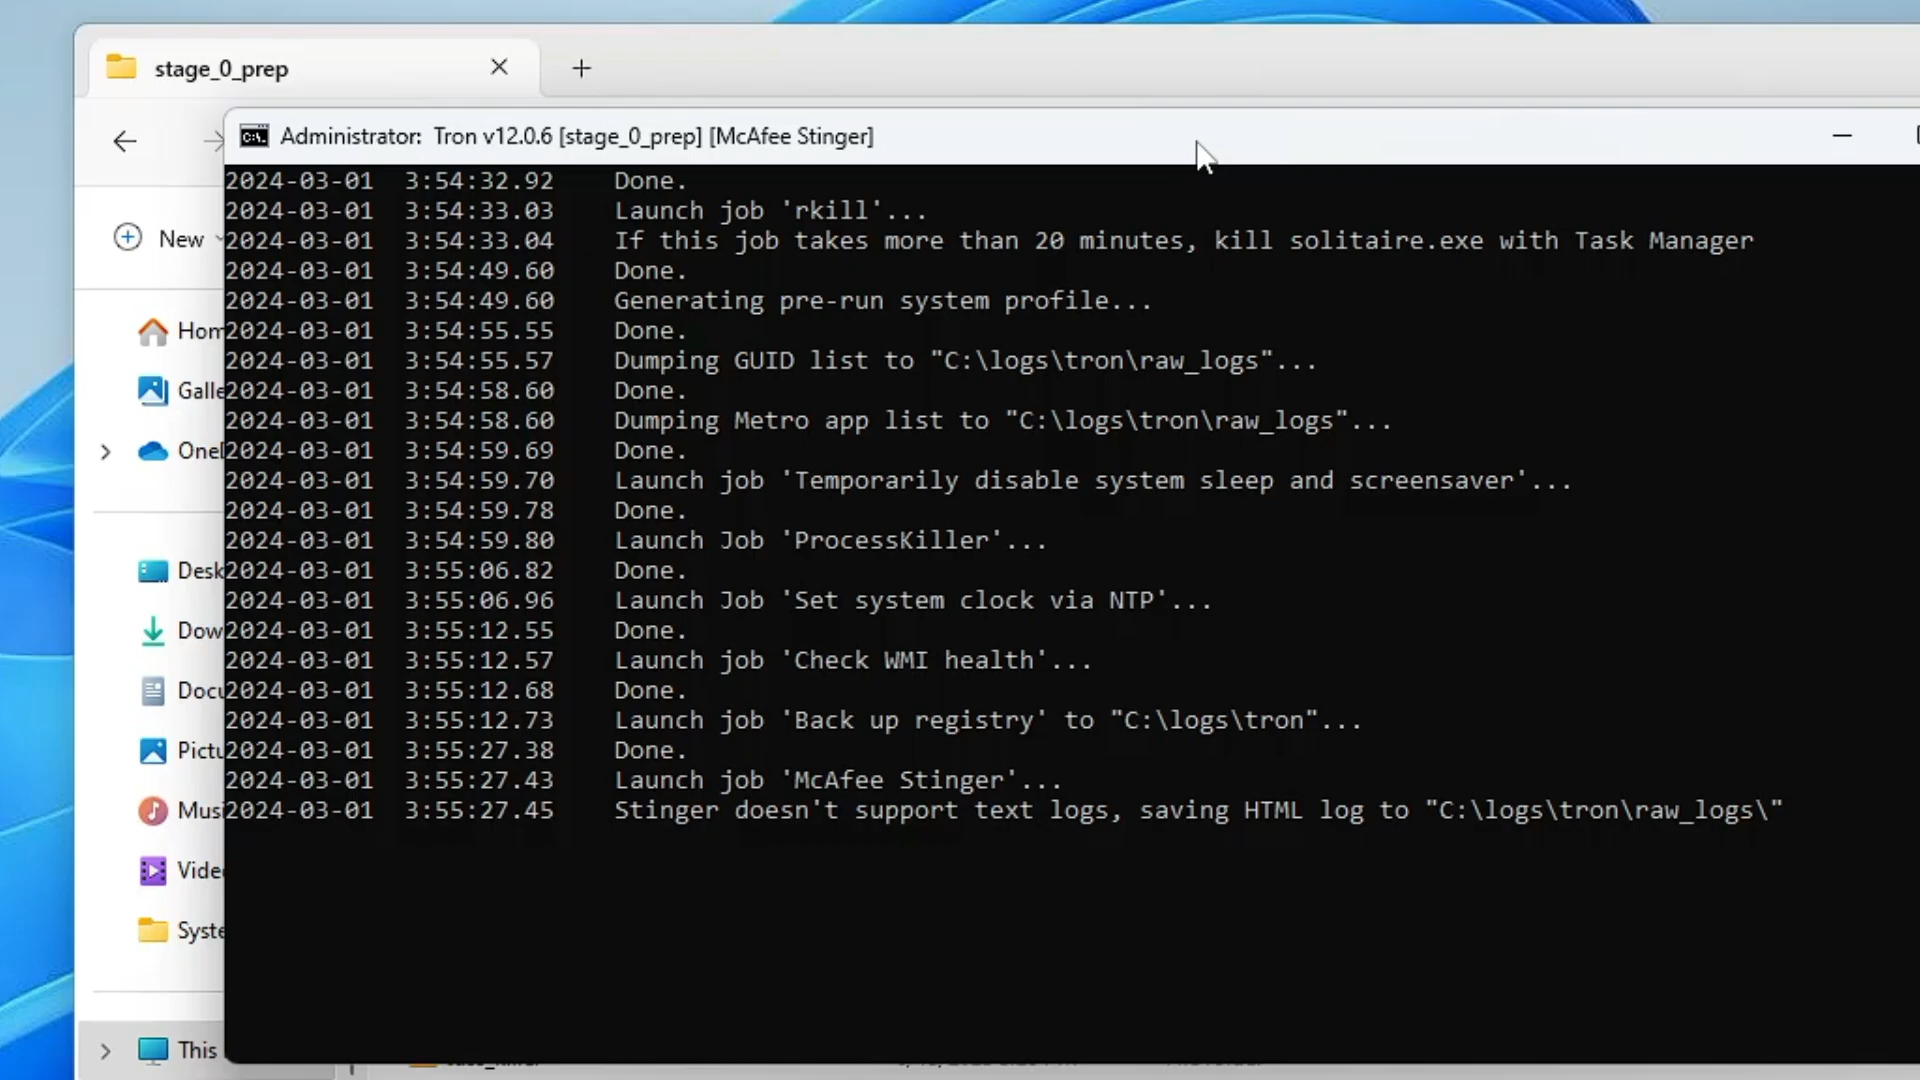 stage_0_prep
Administrator: Tron v12.0.6 [stage_0_prep] [McAfee Stinger]
New
2024-03-01 3:54:32.92 Done.
2024-03-01 3:54:33.03 Launch job 'rkill'...
2024-03-01 3:54:33.04 If this job takes more than 20 minutes, kill solitaire.exe with Task Manager
2024-03-01 3:54:49.60 Done.
2024-03-01 3:54:49.60 Generating pre-run system profile...
2024-03-01 3:54:55.55 Done.
2024-03-01 3:54:55.57 Dumping GUID list to "C:\logs\tron\raw_logs"...
2024-03-01 3:54:58.60 Done.
2024-03-01 3:54:58.60 Dumping Metro app list to "C:\logs\tron\raw_logs"...
2024-03-01 3:54:59.69 Done.
2024-03-01 3:54:59.70 Launch job 'Temporarily disable system sleep and screensaver'...
2024-03-01 3:54:59.78 Done.
2024-03-01 3:54:59.80 Launch Job 'ProcessKiller'...
2024-03-01 3:55:06.82 Done.
2024-03-01 3:55:06.96 Launch Job 'Set system clock via NTP'...
2024-03-01 3:55:12.55 Done.
2024-03-01 3:55:12.57 Launch job 'Check WMI health'...
2024-03-01 3:55:12.68 Done.
2024-03-01 3:55:12.73 Launch job 'Back up registry' to "C:\logs\tron"...
2024-03-01 3:55:27.38 Done.
2024-03-01 3:55:27.43 Launch job 'McAfee Stinger'...
2024-03-01 3:55:27.45 Stinger doesn't support text logs, saving HTML log to "C:\logs\tron\raw_logs\"
Hom
Galle
OneI
Desk
Dow
Docu
Pictu
Musi
Vide
Syste
This